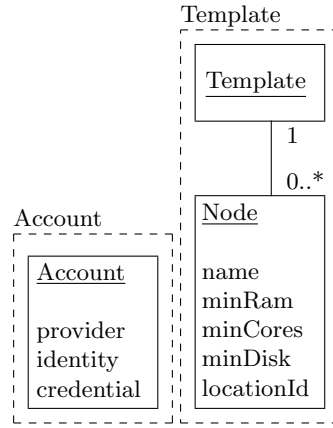 Template
Template
1
0..*
Account
Account
provider
identity
credential
Node
name
minRam
minCores
minDisk
locationId